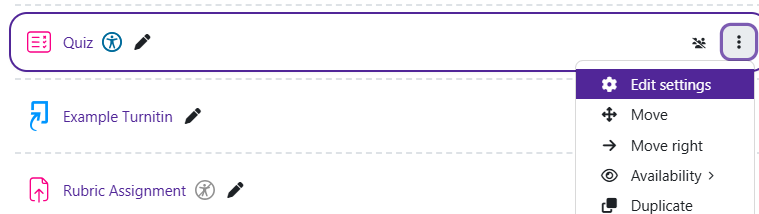 Quiz
Edit settings
Move
Example Turnitin
Move right
Availability
Rubric Assignment
Duplicate